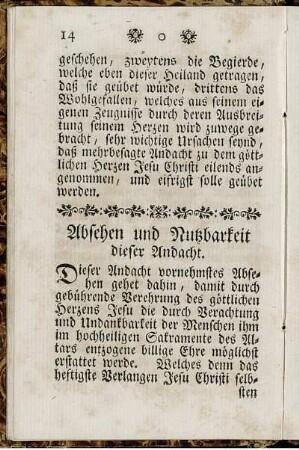 14
geschehen, zweytens die Begierde,
welche eben dieser Heiland getragen,
daß sie geübet würde, drittens das
Wohlgefallen, welches aus seinem ei-
genen Zeugnisse durch deren Ausbrei-
tung seinem Herzen wird zuwege ge-
bracht, sehr wichtige Ursachen seynd,
daß mehrbesagte Andacht zu dem gött-
lichen Herzen Jesu Christi eilends an-
genommen, und eifrigst solle geübet
werden.
Absehen und Nutzbarkeit
dieser Andacht.
Dieser Andacht vornehmstes Abse-
hen gehet dahin, damit durch
gebührende Verehrung des göttlichen
Herzens Jesu die durch Verachtung
und Undankbarkeit der Menschen ihm
im hochheiligen Sakramente des Al-
tars entzogene billige Ehre möglichst
erstattet werde. Welches denn das
heftigste Verlangen Jesu Christi selb-
sten